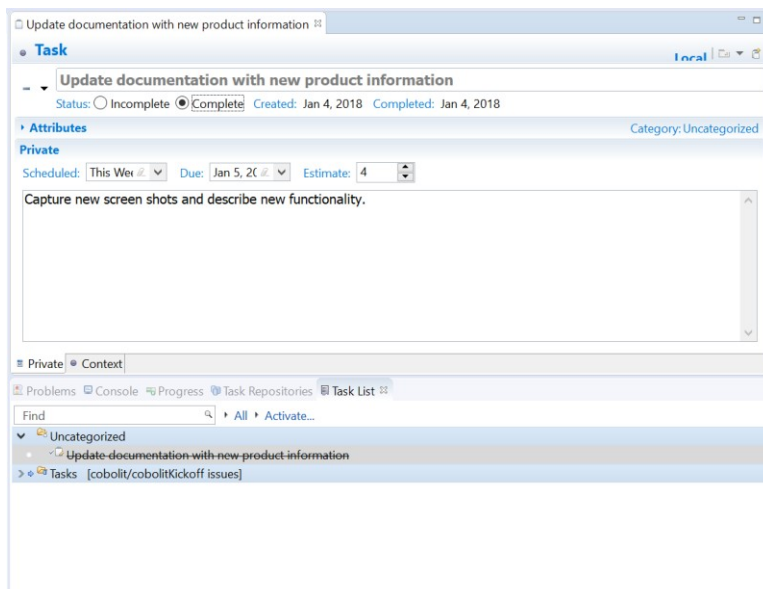 Update documentation with new product information
Task
Local
Update documentation with new product information
Status: Incomplete Complete Created: Jan 4, 2018 Completed: Jan 4, 2018
Attributes Category: Uncategorized
Private
Scheduled: This Wee Due: Jan 5, 20 Estimate: 4
Capture new screen shots and describe new functionality.
Private Context
Problems Console Progress Task Repositories Task List
Find All Activate...
Uncategorized
Update documentation with new product information
Tasks [cobolit/cobolitKickoff issues]